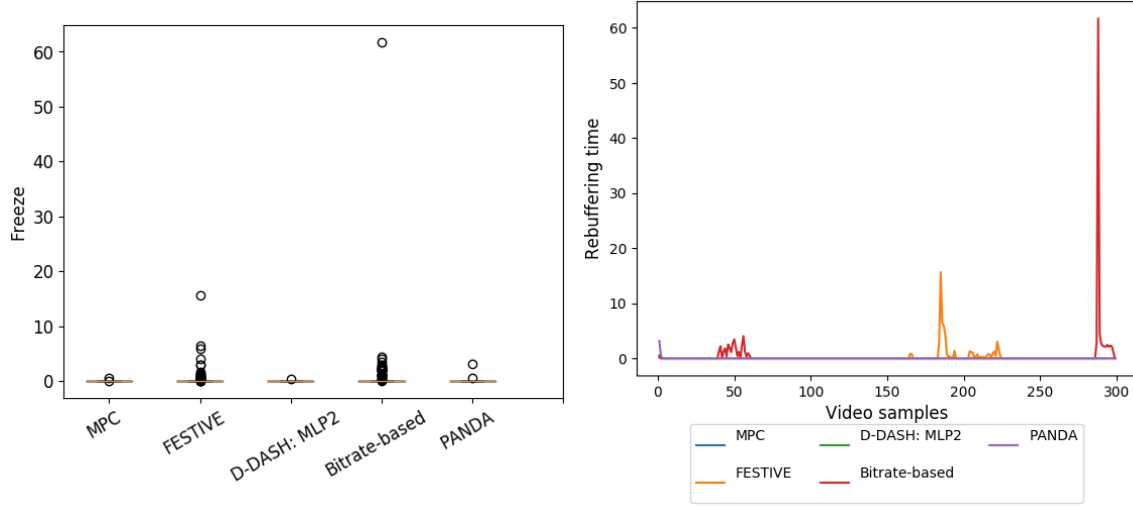 Freeze
60
50
40
30
20
10
0
MPC
FESTIVE
D-DASH: MLP2
Bitrate-based
PANDA
Rebuffering time
60
50
40
30
20
10
0
0 50 100 150 200 250 300
Video samples
MPC D-DASH: MLP2 PANDA
FESTIVE Bitrate-based